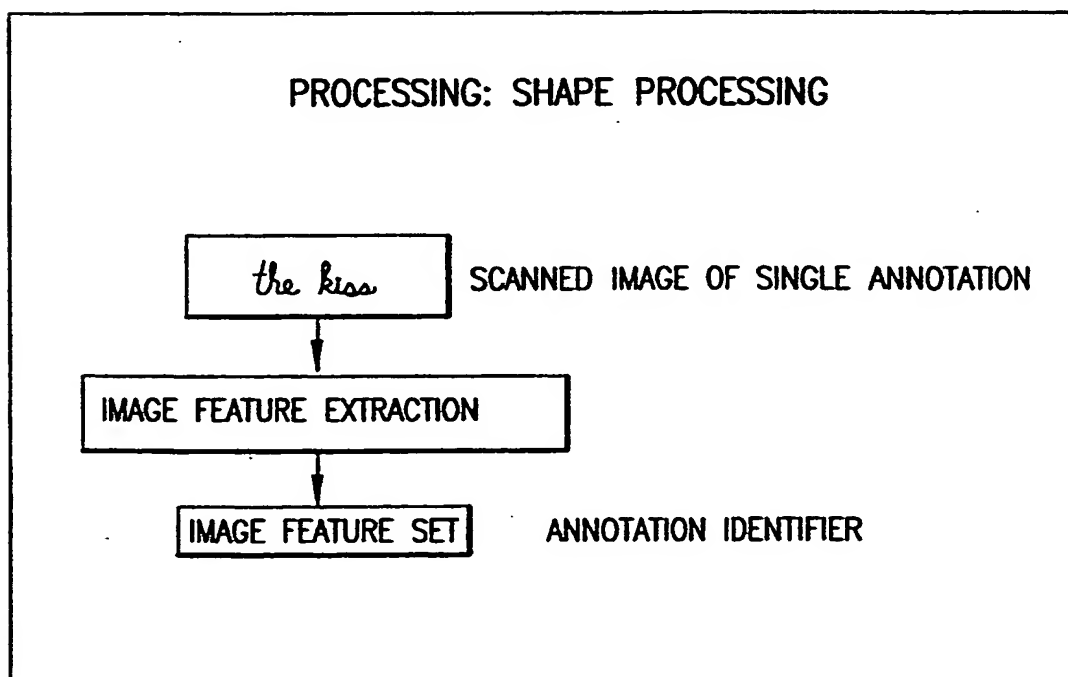 PROCESSING: SHAPE PROCESSING
the kiss SCANNED IMAGE OF SINGLE ANNOTATION
IMAGE FEATURE EXTRACTION
IMAGE FEATURE SET ANNOTATION IDENTIFIER